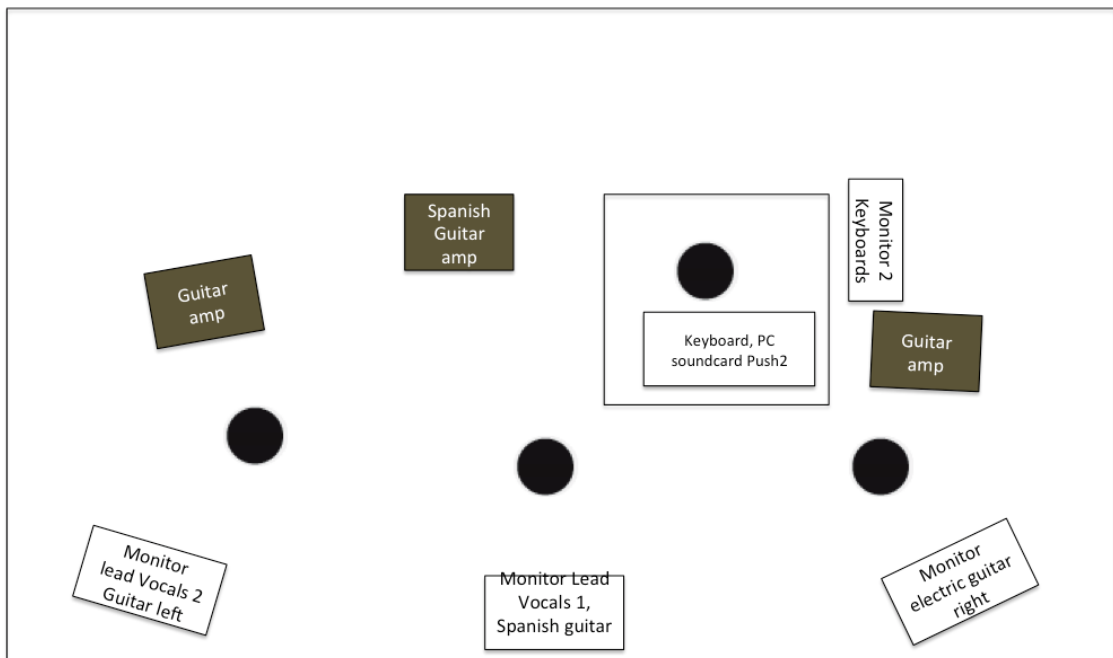 Spanish
Guitar
amp
Monitor 2
Keyboards
Guitar
amp
Keyboard, PC
soundcard Push2
Guitar
amp
Monitor
lead Vocals 2
Guitar left
Monitor Lead
Vocals 1,
Spanish guitar
Monitor
electric guitar
right